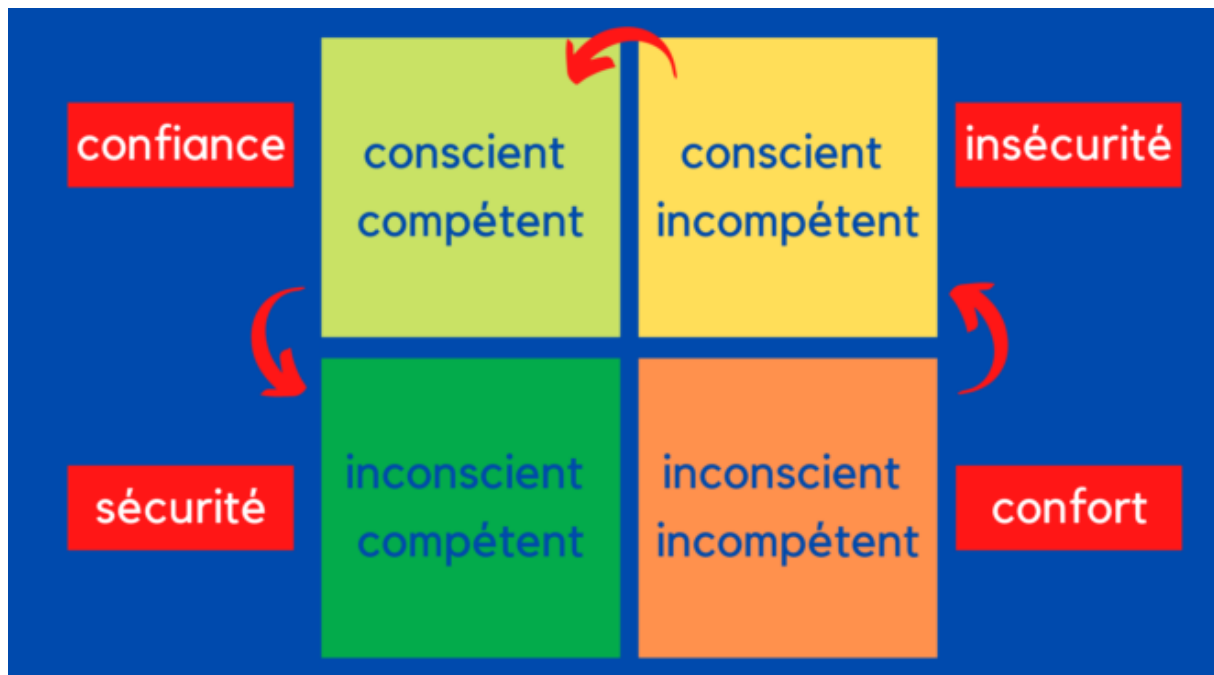 confiance
conscient
compétent
conscient
incompétent
insécurité
sécurité
inconscient
compétent
inconscient
incompétent
confort